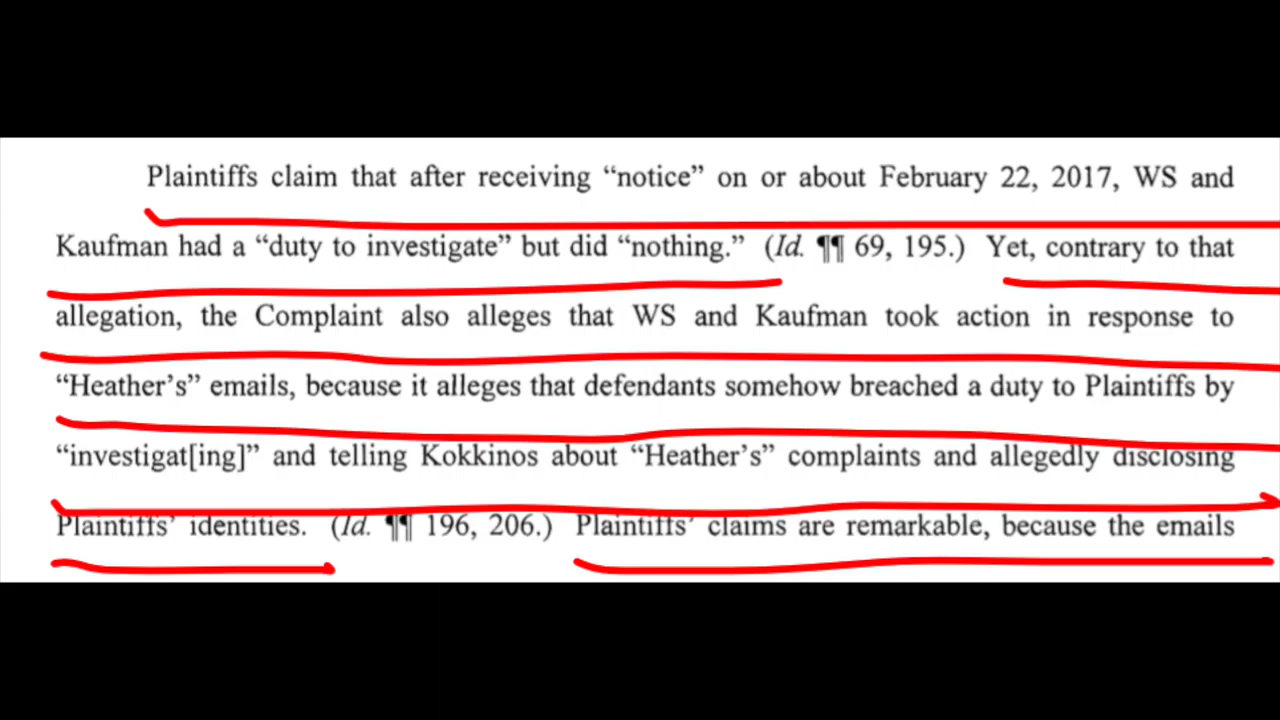 Plaintiffs claim that after receiving “notice” on or about February 22, 2017, WS and
Kaufman had a “duty to investigate” but did “nothing.” (Id. ¶¶ 69, 195.) Yet, contrary to that
allegation, the Complaint also alleges that WS and Kaufman took action in response to
“Heather’s” emails, because it alleges that defendants somehow breached a duty to Plaintiffs by
“investigat[ing]” and telling Kokkinos about “Heather’s” complaints and allegedly disclosing
Plaintiffs’ identities. (Id. ¶¶ 196, 206.) Plaintiffs’ claims are remarkable, because the emails